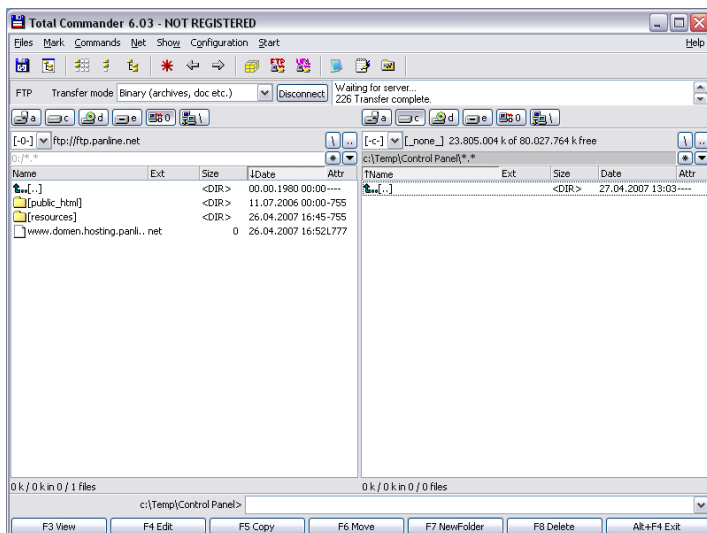 Total Commander 6.03 - NOT REGISTERED
Files Mark Commands Net Show Configuration Start Help
FTP Transfer mode Binary (archives, doc etc.) Disconnect Waiting for server...
226 Transfer complete.
a c d e 0 \ a c d e 0 \
[-0-] ftp://ftp.panline.net \ .. [-c-] [_none_] 23.805.004 k of 80.027.764 k free \ ..
0:/*.* * c:\Temp\Control Panel\*.* *
Name Ext Size ↓Date Attr ↑Name Ext Size Date Attr
[..] <DIR> 00.00.1980 00:00---- [..] <DIR> 27.04.2007 13:03----
[public_html] <DIR> 11.07.2006 00:00-755
[resources] <DIR> 26.04.2007 16:45-755
www.domen.hosting.panli.. net 0 26.04.2007 16:52L777
0 k / 0 k in 0 / 1 files 0 k / 0 k in 0 / 0 files
c:\Temp\Control Panel>
F3 View F4 Edit F5 Copy F6 Move F7 NewFolder F8 Delete Alt+F4 Exit